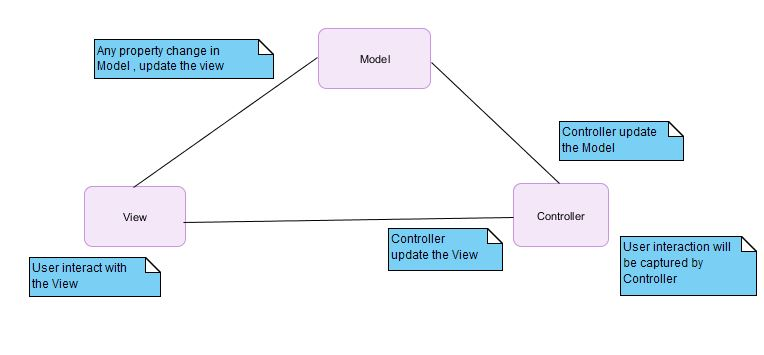 Any property change in
Model , update the view
Model
Controller update
the Model
View
Controller
Controller
update the View
User interaction will
be captured by
Controller
User interact with
the View